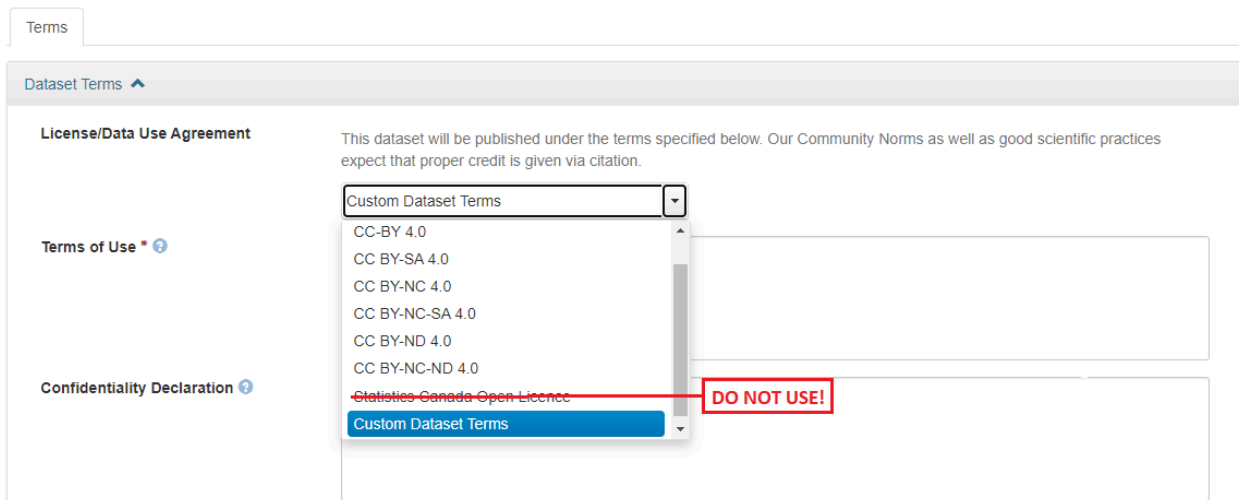 Terms
Dataset Terms
License/Data Use Agreement
This dataset will be published under the terms specified below. Our Community Norms as well as good scientific practices
expect that proper credit is given via citation.
Custom Dataset Terms
Terms of Use *
CC-BY 4.0
CC BY-SA 4.0
CC BY-NC 4.0
CC BY-NC-SA 4.0
CC BY-ND 4.0
CC BY-NC-ND 4.0
Confidentiality Declaration
Statistics Canada Open Licence
DO NOT USE!
Custom Dataset Terms